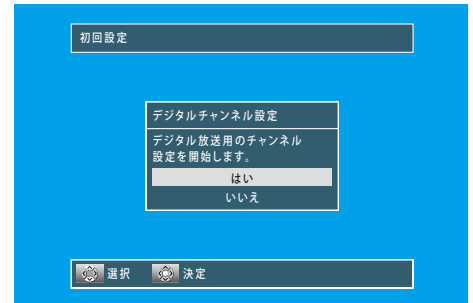 初回設定
デジタルチャンネル設定
デジタル放送用のチャンネル
設定を開始します。
はい
いいえ
選択 決定